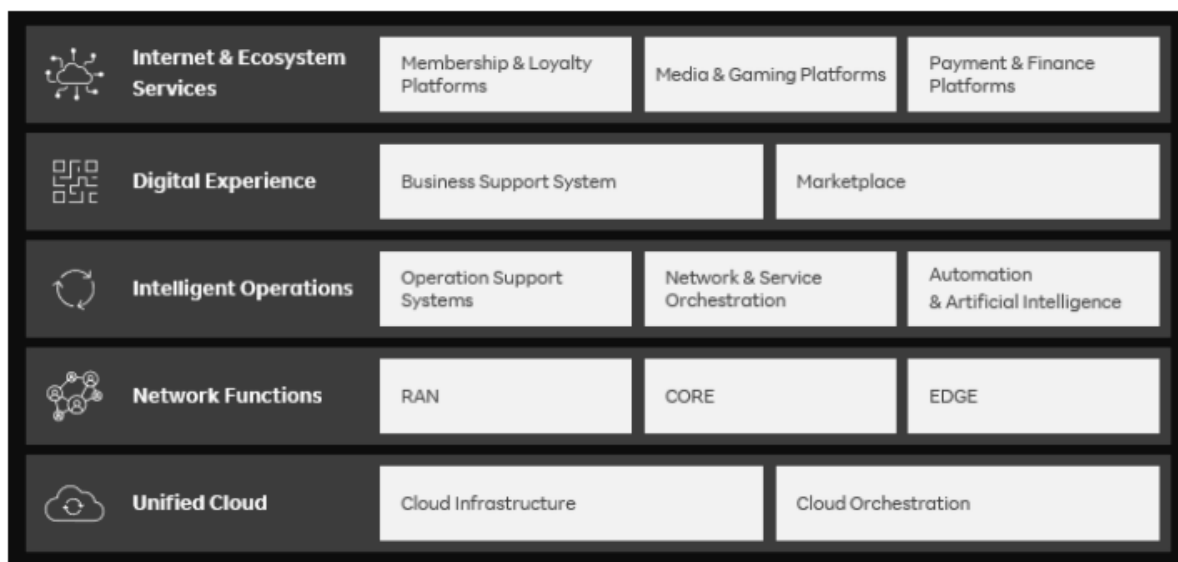 Internet & Ecosystem
Services
Membership & Loyalty
Platforms
Media & Gaming Platforms
Payment & Finance
Platforms
Digital Experience
Business Support System
Marketplace
Intelligent Operations
Operation Support
Systems
Network & Service
Orchestration
Automation
& Artificial Intelligence
Network Functions
RAN
CORE
EDGE
Unified Cloud
Cloud Infrastructure
Cloud Orchestration